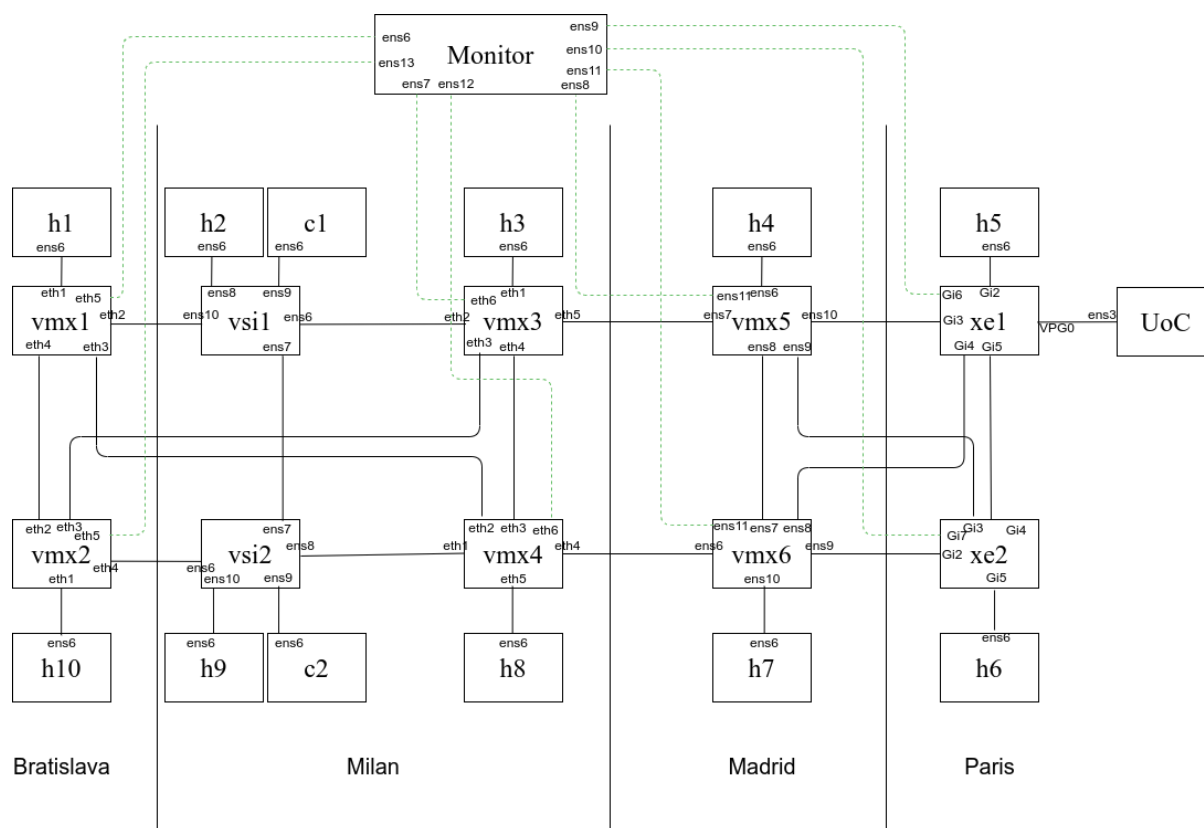 ens6
ens9
Monitor
ens10
ens13
ens11
ens7 ens12
ens8
h1
h2
c1
h3
h4
h5
ens6
ens6
ens6
ens6
ens6
ens6
eth1
eth5
ens8
ens9
eth1
eth6
ens6
ens11
Gi2
Gi6
vmx1
eth2
ens10
vsi1
ens6
eth2
vmx3
eth5
ens7
vmx5
ens10
Gi3
xe1
VPG0
ens3
UoC
eth4
eth3
ens7
eth3
eth4
ens8
ens9
Gi4
Gi5
eth2
eth3
eth5
ens7
eth2
eth3
eth6
ens11
ens7
ens8
Gi3
Gi4
Gi7
vmx2
eth4
ens6
vsi2
ens8
eth1
vmx4
eth4
ens6
vmx6
ens9
Gi2
xe2
eth1
ens10
ens9
eth5
ens10
Gi5
ens6
ens6
ens6
ens6
ens6
ens6
h10
h9
c2
h8
h7
h6
Bratislava
Milan
Madrid
Paris